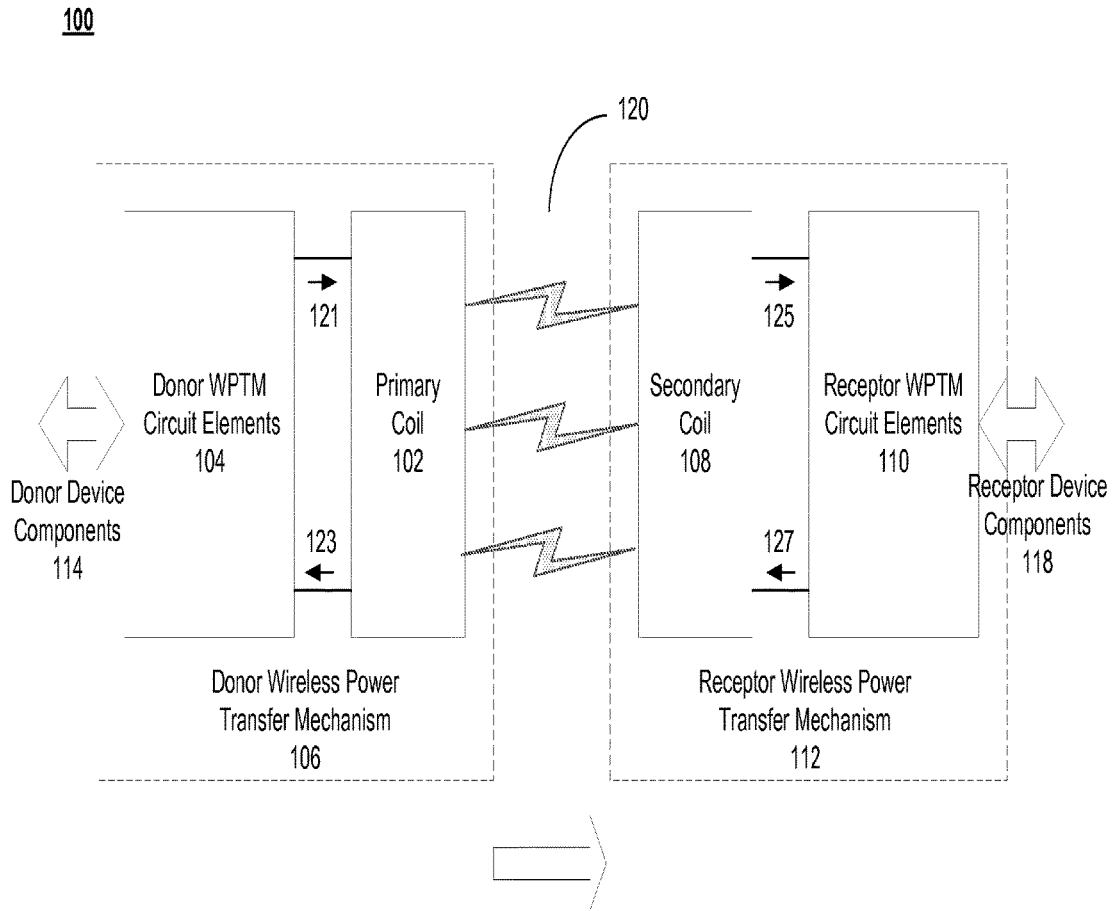 100
120
121
125
Donor WPTM
Circuit Elements
104
Primary
Coil
102
Secondary
Coil
108
Receptor WPTM
Circuit Elements
110
Donor Device
Components
114
Receptor Device
Components
118
123
127
Donor Wireless Power
Transfer Mechanism
106
Receptor Wireless Power
Transfer Mechanism
112